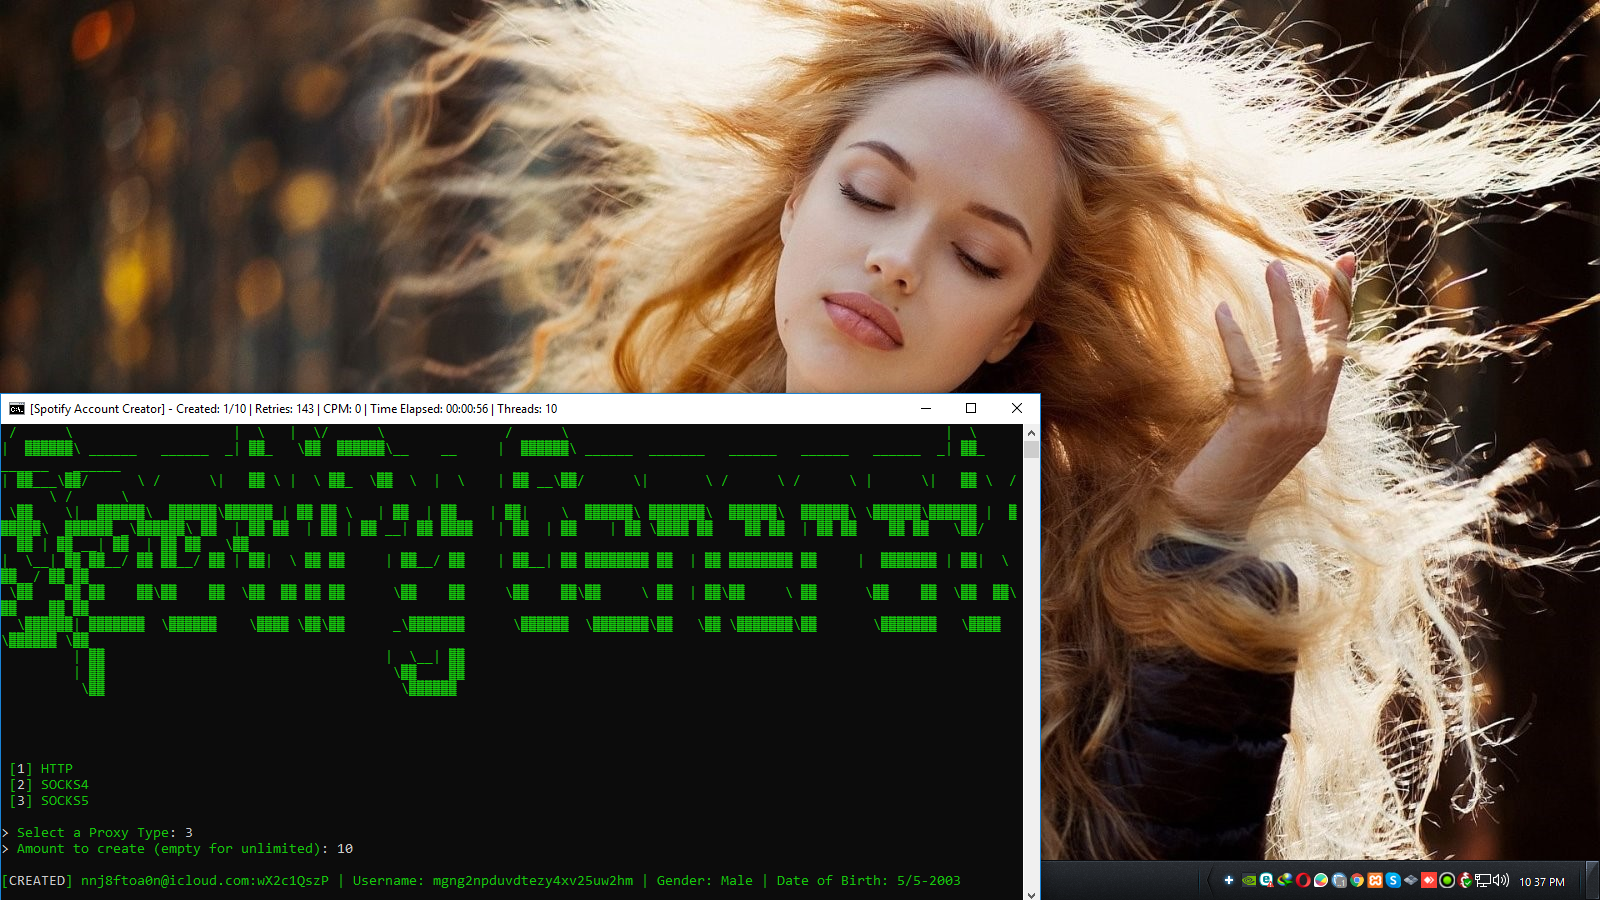 [Spotify Account Creator] - Created: 1/10 | Retries: 143 | CPM: 0 | Time Elapsed: 00:00:56 | Threads: 10
[1] HTTP
[2] SOCKS4
[3] SOCKS5
> Select a Proxy Type: 3
> Amount to create (empty for unlimited): 10
[CREATED] nnj8ftoa0n@icloud.com:wX2c1QszP | Username: mgng2npduvdtezy4xv25uw2hm | Gender: Male | Date of Birth: 5/5-2003
10:37 PM